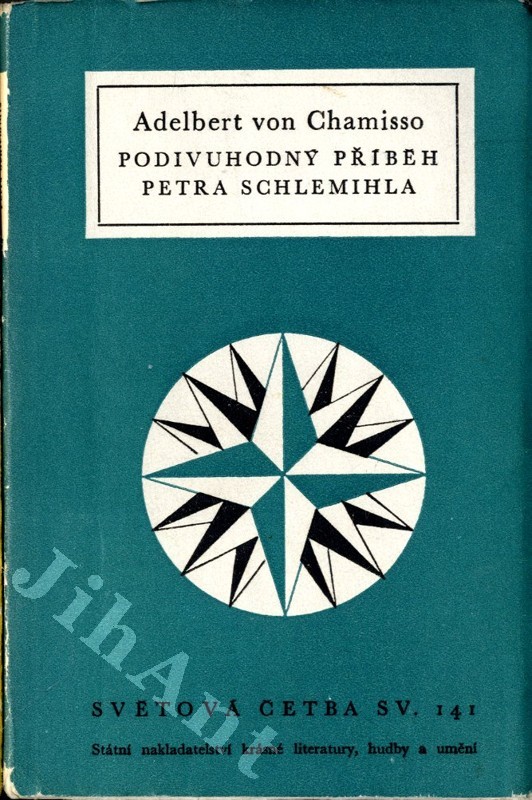 Adelbert von Chamisso
PODIVUHODNÝ PŘÍBĚH
PETRA SCHLEMIHLA
SVĚTOVÁ ČETBA SV. 141
Státní nakladatelství krásné literatury, hudby a umění
JihAnt